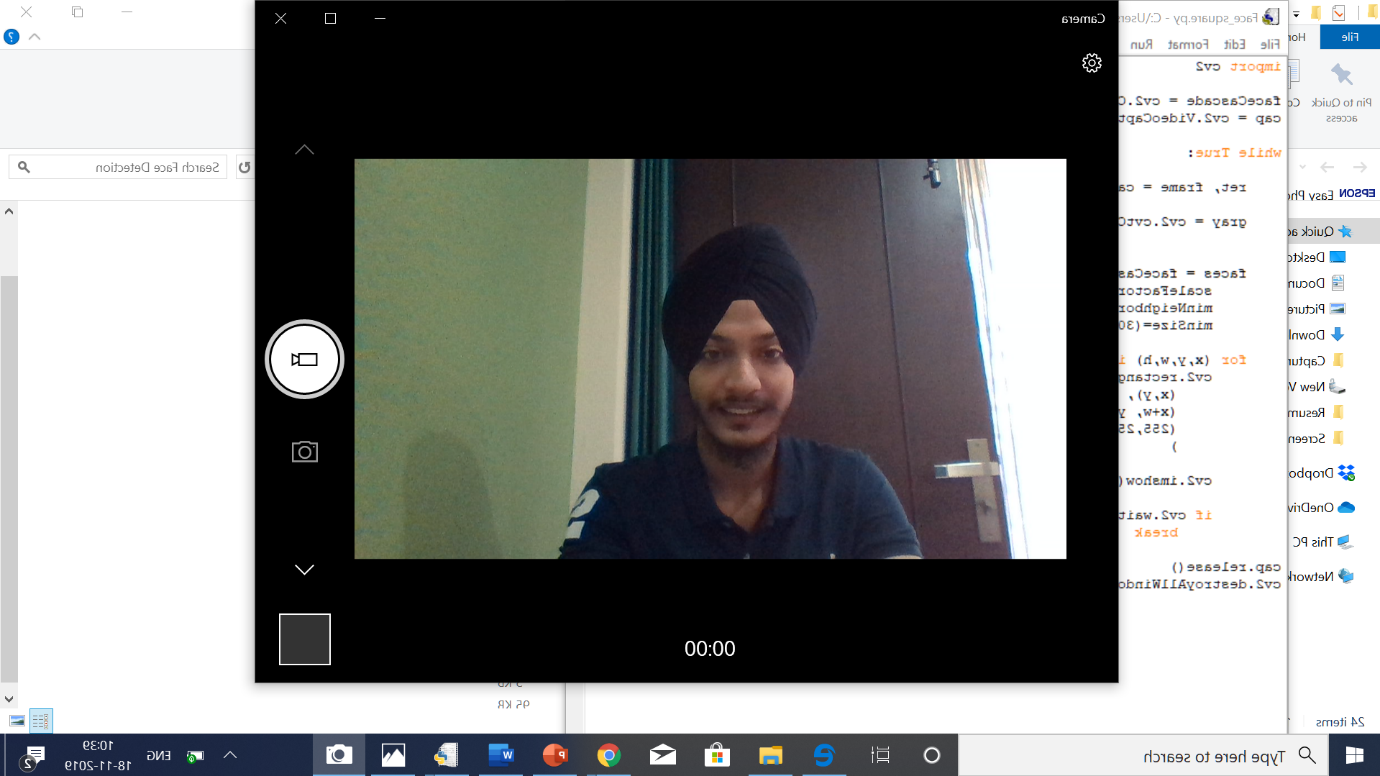 Face_square.py - C:\Users
File Edit Format Run
import cv2
faceCascade = cv2.C
cap = cv2.VideoCapt
while True:
ret, frame = ca
gray = cv2.cvtC
faces = faceCas
scaleFactor
minNeighbor
minSize=(30
for (x,y,w,h) i
cv2.rectang
(x,y),
(x+w, y
(255,25
)
cv2.imshow(
if cv2.wait
break
cap.release()
cv2.destroyAllWindo
Camera
00:00
File
Ho
Pin to Quick
access
Co
EPSON Easy Pho
Quick ac
Deskto
Docum
Picture
Downl
Captur
New Vo
Resum
Screen
Dropbo
OneDriv
This PC
Network
24 items
Search Face Detection
95 KB
Type here to search
ENG
10:39
18-11-2019
2